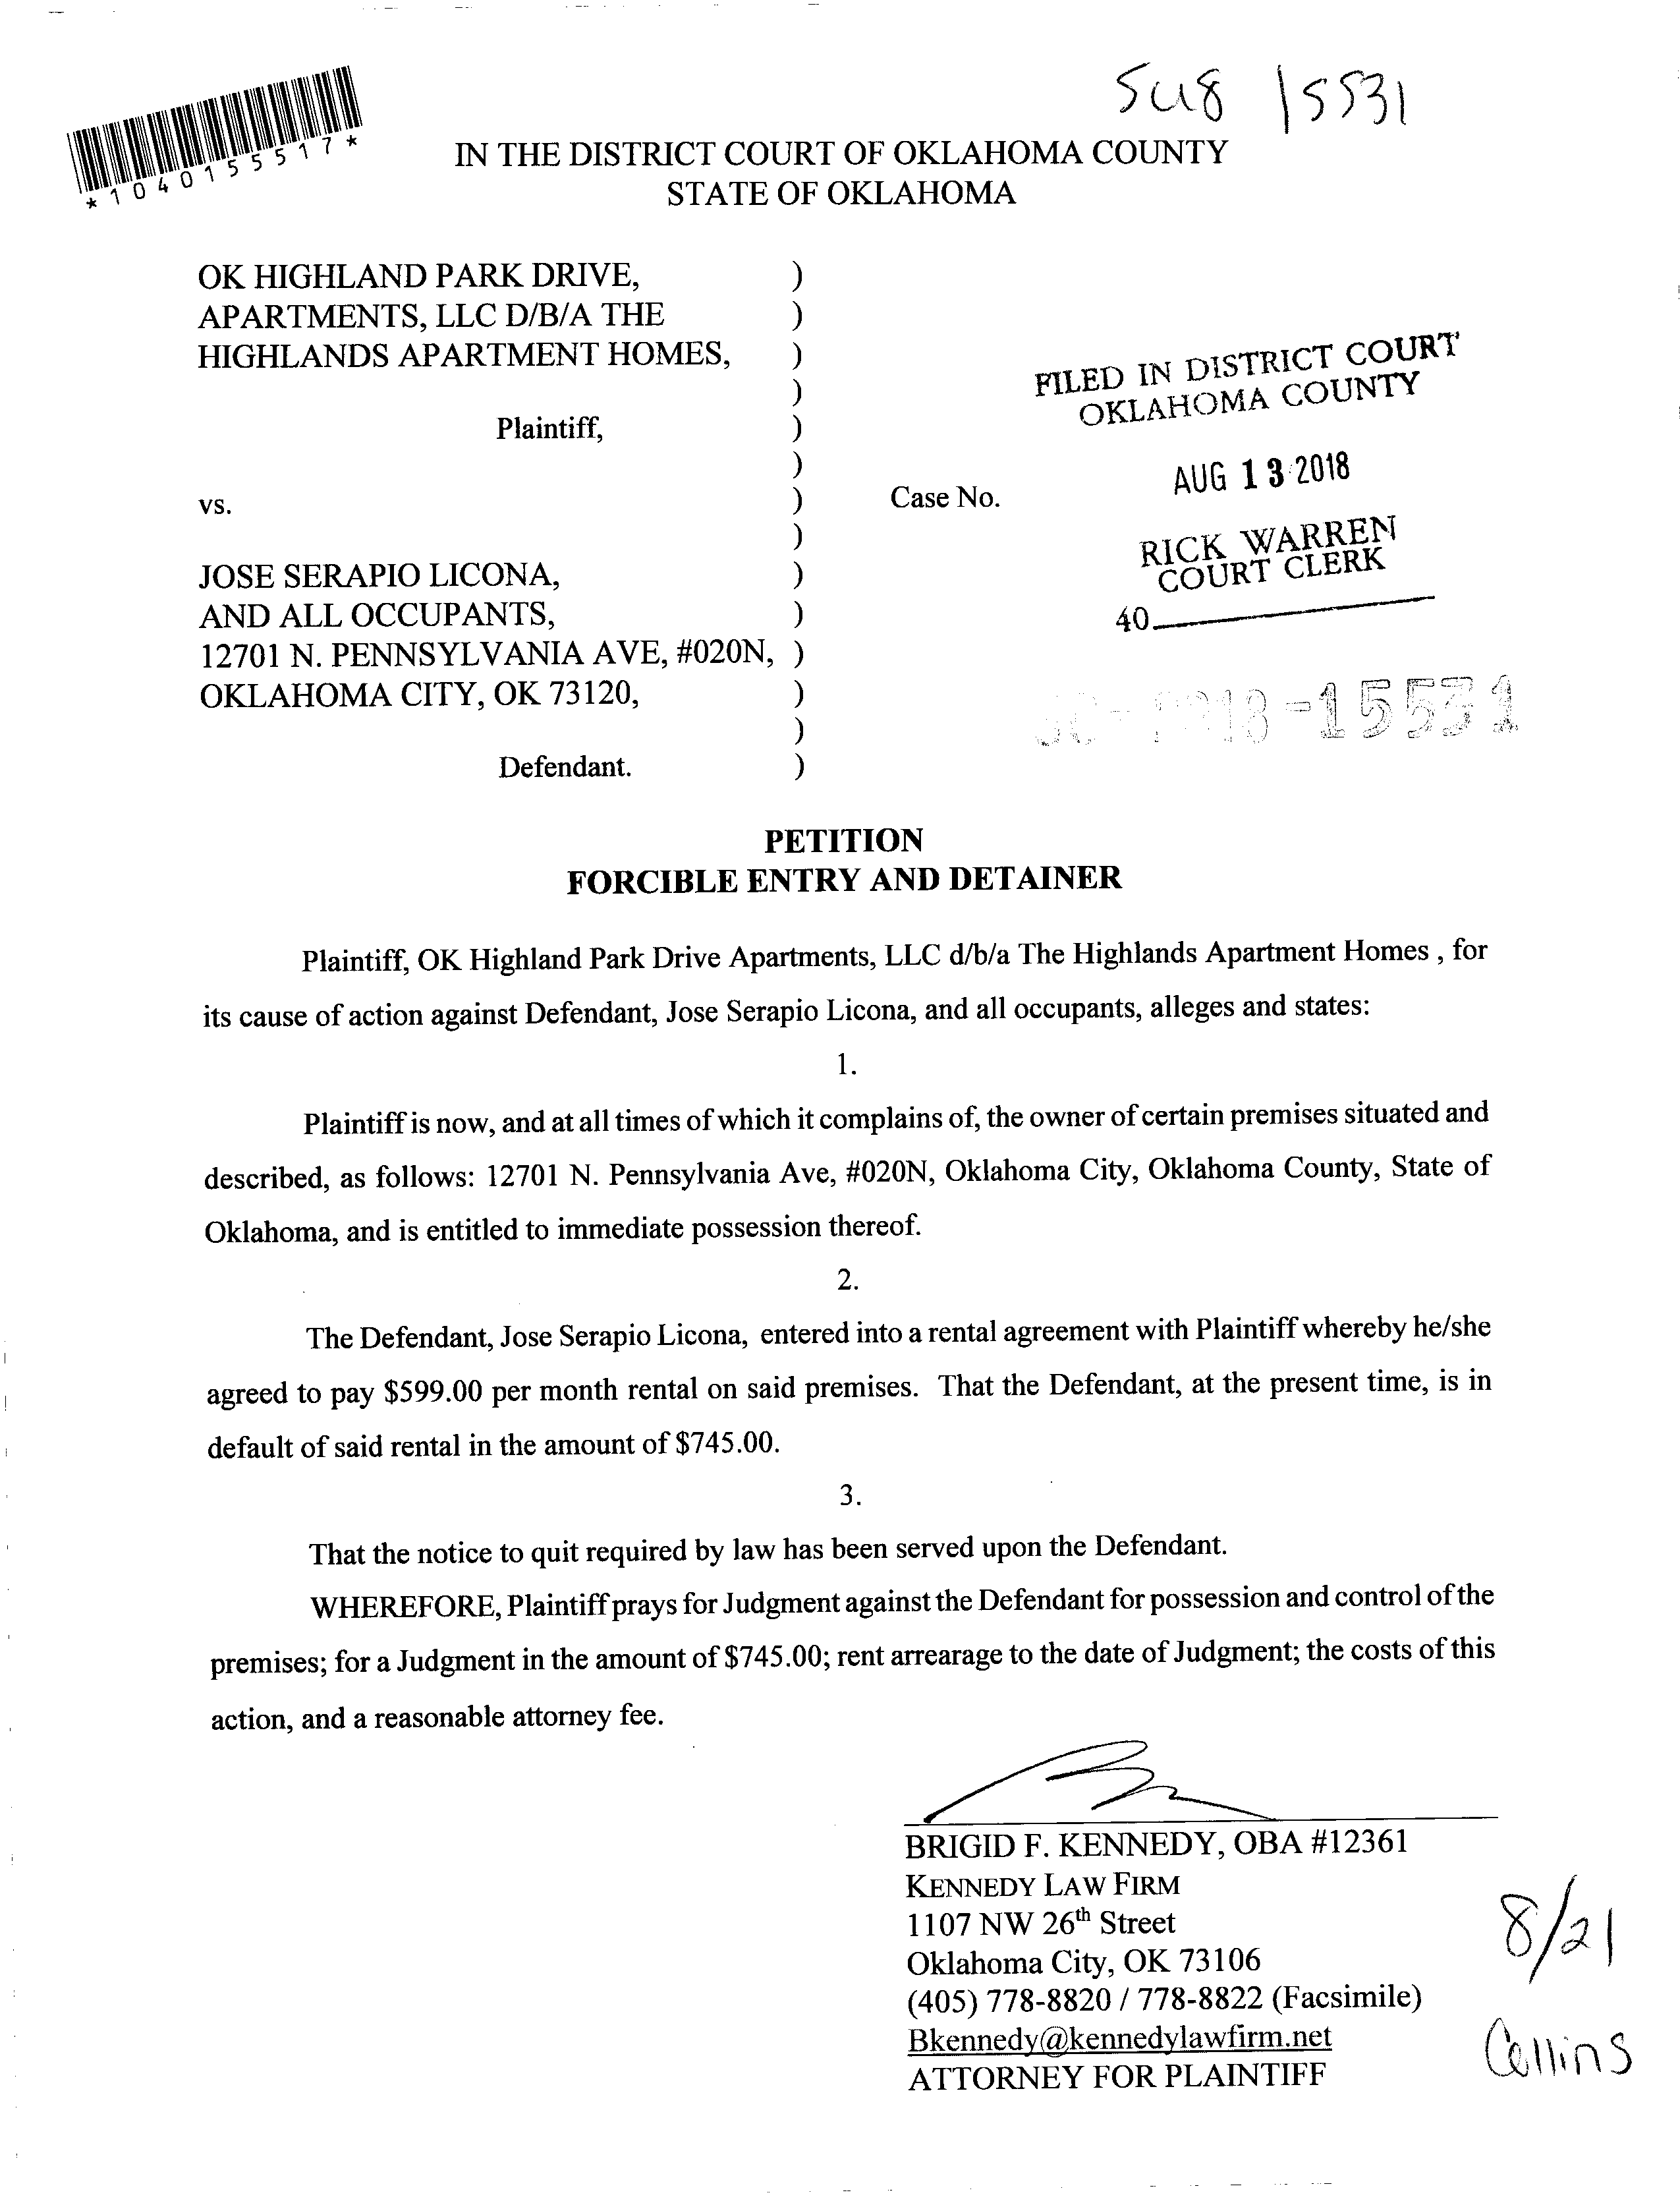 15531
*1040155517*
IN THE DISTRICT COURT OF OKLAHOMA COUNTY
STATE OF OKLAHOMA
OK HIGHLAND PARK DRIVE, )
APARTMENTS, LLC D/B/A THE )
HIGHLANDS APARTMENT HOMES, )
)
Plaintiff, )
)
vs. )
)
JOSE SERAPIO LICONA, )
AND ALL OCCUPANTS, )
12701 N. PENNSYLVANIA AVE, #020N, )
OKLAHOMA CITY, OK 73120, )
)
Defendant. )
Case No.
FILED IN DISTRICT COURT
OKLAHOMA COUNTY
AUG 13 2018
RICK WARREN
COURT CLERK
40
-15531
PETITION
FORCIBLE ENTRY AND DETAINER
Plaintiff, OK Highland Park Drive Apartments, LLC d/b/a The Highlands Apartment Homes , for
its cause of action against Defendant, Jose Serapio Licona, and all occupants, alleges and states:
1.
Plaintiff is now, and at all times of which it complains of, the owner of certain premises situated and
described, as follows: 12701 N. Pennsylvania Ave, #020N, Oklahoma City, Oklahoma County, State of
Oklahoma, and is entitled to immediate possession thereof.
2.
The Defendant, Jose Serapio Licona, entered into a rental agreement with Plaintiff whereby he/she
agreed to pay $599.00 per month rental on said premises. That the Defendant, at the present time, is in
default of said rental in the amount of $745.00.
3.
That the notice to quit required by law has been served upon the Defendant.
WHEREFORE, Plaintiff prays for Judgment against the Defendant for possession and control of the
premises; for a Judgment in the amount of $745.00; rent arrearage to the date of Judgment; the costs of this
action, and a reasonable attorney fee.
BRIGID F. KENNEDY, OBA #12361
KENNEDY LAW FIRM
1107 NW 26th Street
Oklahoma City, OK 73106
(405) 778-8820 / 778-8822 (Facsimile)
Bkennedy@kennedylawfirm.net
ATTORNEY FOR PLAINTIFF
8/21
Collins